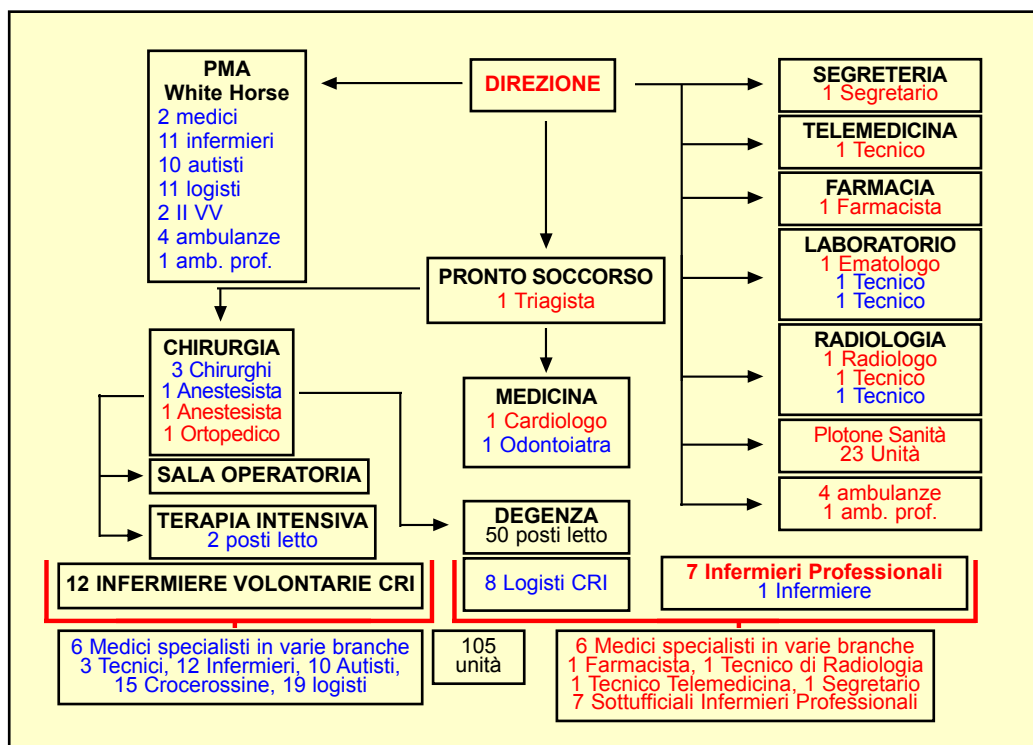 PMA
White Horse
2 medici
11 infermieri
10 autisti
11 logisti
2 II VV
4 ambulanze
1 amb. prof.
DIREZIONE
SEGRETERIA
1 Segretario
TELEMEDICINA
1 Tecnico
FARMACIA
1 Farmacista
LABORATORIO
1 Ematologo
1 Tecnico
1 Tecnico
RADIOLOGIA
1 Radiologo
1 Tecnico
1 Tecnico
Plotone Sanità
23 Unità
4 ambulanze
1 amb. prof.
PRONTO SOCCORSO
1 Triagista
CHIRURGIA
3 Chirurghi
1 Anestesista
1 Anestesista
1 Ortopedico
MEDICINA
1 Cardiologo
1 Odontoiatra
SALA OPERATORIA
TERAPIA INTENSIVA
2 posti letto
DEGENZA
50 posti letto
12 INFERMIERE VOLONTARIE CRI
8 Logisti CRI
7 Infermieri Professionali
1 Infermiere
6 Medici specialisti in varie branche
3 Tecnici, 12 Infermieri, 10 Autisti,
15 Crocerossine, 19 logisti
105
unità
6 Medici specialisti in varie branche
1 Farmacista, 1 Tecnico di Radiologia
1 Tecnico Telemedicina, 1 Segretario
7 Sottufficiali Infermieri Professionali